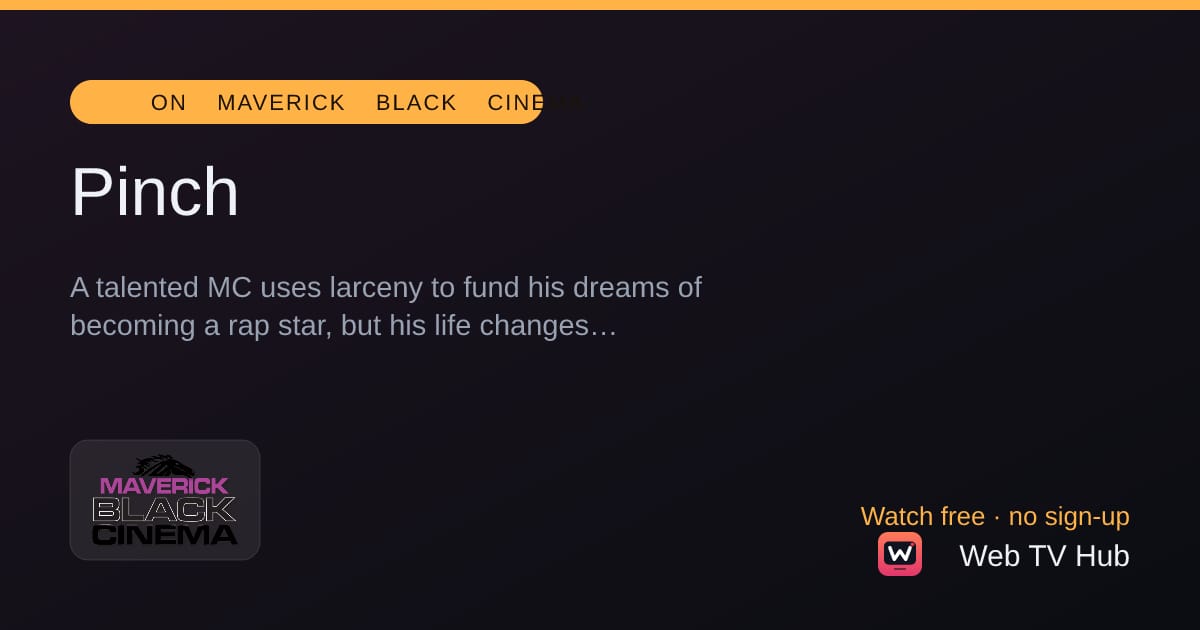 ON MAVERICK BLACK CINEMA
Pinch
A talented MC uses larceny to fund his dreams of
becoming a rap star, but his life changes…
MAVERICK
BLACK
CINEMA
Watch free · no sign-up
W
Web TV Hub